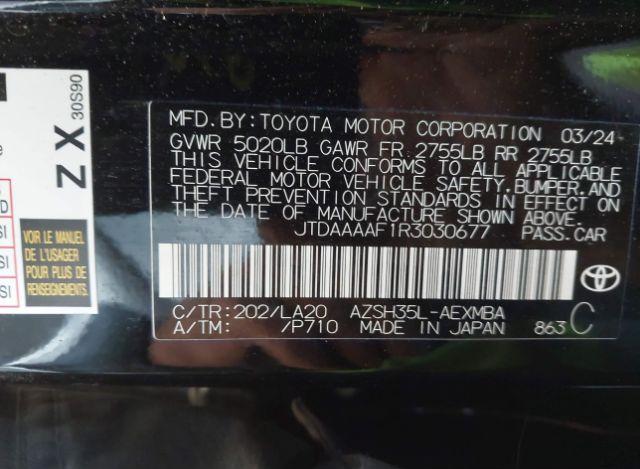 MFD. BY: TOYOTA MOTOR CORPORATION 03/24
GVWR 5020LB GAWR FR 2755LB RR 2755LB
THIS VEHICLE CONFORMS TO ALL APPLICABLE
FEDERAL MOTOR VEHICLE SAFETY, BUMPER, AND
THEFT PREVENTION STANDARDS IN EFFECT ON
THE DATE OF MANUFACTURE SHOWN ABOVE.
JTDAAAAF1R3030677 PASS.CAR
C/TR:202/LA20 AZSH35L-AEXMBA
A/TM: /P710 MADE IN JAPAN 863 C
TOYOTA
ZX
30S90
VOIR LE MANUEL
DE L'USAGER
POUR PLUS DE
RENSEIGNEMENTS
SI
SI